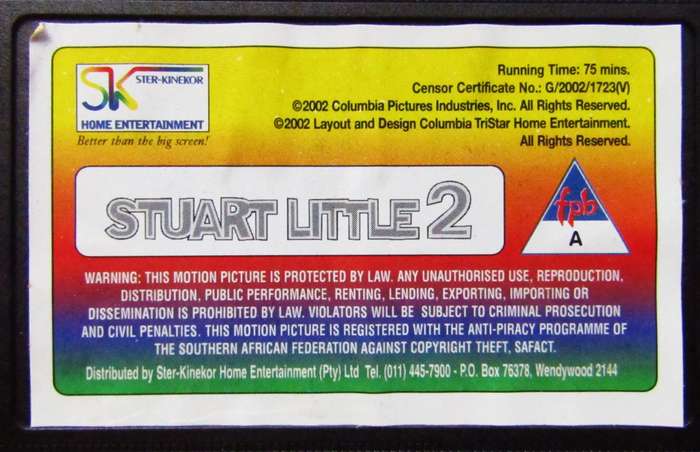 SK STER-KINEKOR
HOME ENTERTAINMENT
Better than the big screen!
Running Time: 75 mins.
Censor Certificate No.: G/2002/1723(V)
©2002 Columbia Pictures Industries, Inc. All Rights Reserved.
©2002 Layout and Design Columbia TriStar Home Entertainment.
All Rights Reserved.
STUART LITTLE 2
fpb
A
WARNING: THIS MOTION PICTURE IS PROTECTED BY LAW. ANY UNAUTHORISED USE, REPRODUCTION,
DISTRIBUTION, PUBLIC PERFORMANCE, RENTING, LENDING, EXPORTING, IMPORTING OR
DISSEMINATION IS PROHIBITED BY LAW. VIOLATORS WILL BE SUBJECT TO CRIMINAL PROSECUTION
AND CIVIL PENALTIES. THIS MOTION PICTURE IS REGISTERED WITH THE ANTI-PIRACY PROGRAMME OF
THE SOUTHERN AFRICAN FEDERATION AGAINST COPYRIGHT THEFT, SAFACT.
Distributed by Ster-Kinekor Home Entertainment (Pty) Ltd Tel. (011) 445-7900 - P.O. Box 76378, Wendywood 2144